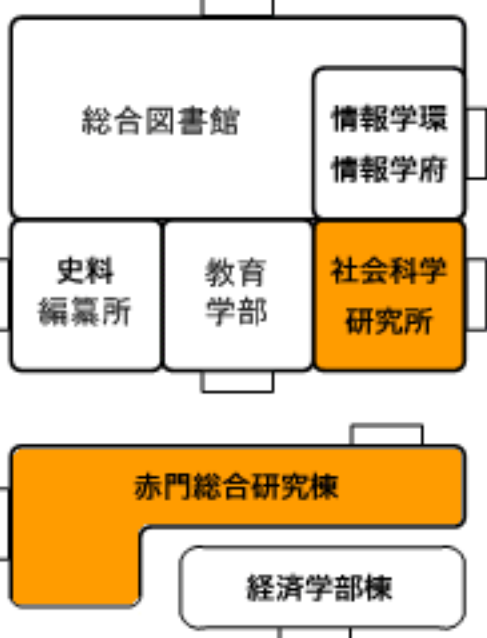 総合図書館
情報学環
情報学府
史料
編纂所
教育
学部
社会科学
研究所
赤門総合研究棟
経済学部棟